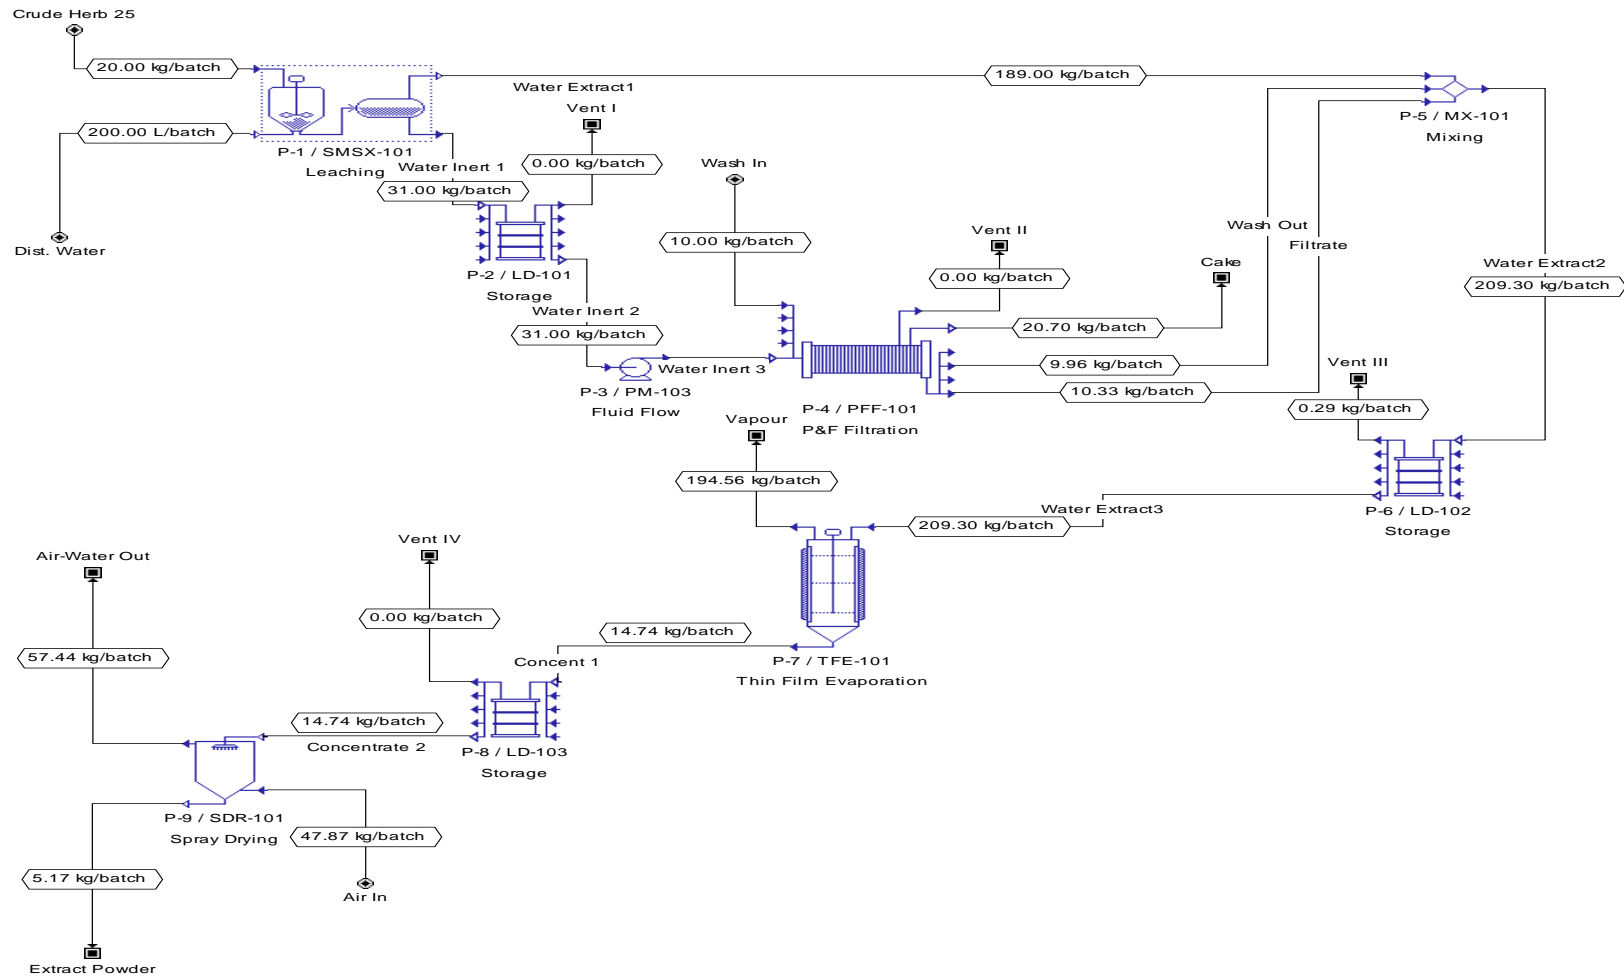 Crude Herb 25
20.00 kg/batch
200.00 L/batch
Dist. Water
P-1 / SMSX-101
Leaching
Water Extract1
189.00 kg/batch
Vent I
0.00 kg/batch
Water Inert 1
31.00 kg/batch
P-2 / LD-101
Storage
Water Inert 2
31.00 kg/batch
P-3 / PM-103
Fluid Flow
Water Inert 3
Wash In
10.00 kg/batch
P-4 / PFF-101
P&F Filtration
Vent II
0.00 kg/batch
Cake
20.70 kg/batch
9.96 kg/batch
10.33 kg/batch
Wash Out
Filtrate
P-5 / MX-101
Mixing
Water Extract2
209.30 kg/batch
Vent III
0.29 kg/batch
P-6 / LD-102
Storage
Water Extract3
209.30 kg/batch
Vapour
194.56 kg/batch
P-7 / TFE-101
Thin Film Evaporation
14.74 kg/batch
Concent 1
Vent IV
0.00 kg/batch
P-8 / LD-103
Storage
14.74 kg/batch
Concentrate 2
Air-Water Out
57.44 kg/batch
P-9 / SDR-101
Spray Drying
47.87 kg/batch
Air In
5.17 kg/batch
Extract Powder